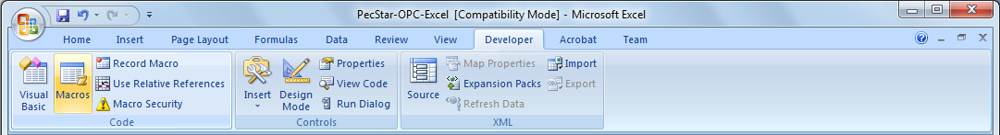 PecStar-OPC-Excel [Compatibility Mode] - Microsoft Excel
Home Insert Page Layout Formulas Data Review View Developer Acrobat Team
Visual Basic
Macros
Record Macro
Use Relative References
Macro Security
Code
Insert
Design Mode
Properties
View Code
Run Dialog
Controls
Source
Map Properties
Expansion Packs
Refresh Data
Import
Export
XML